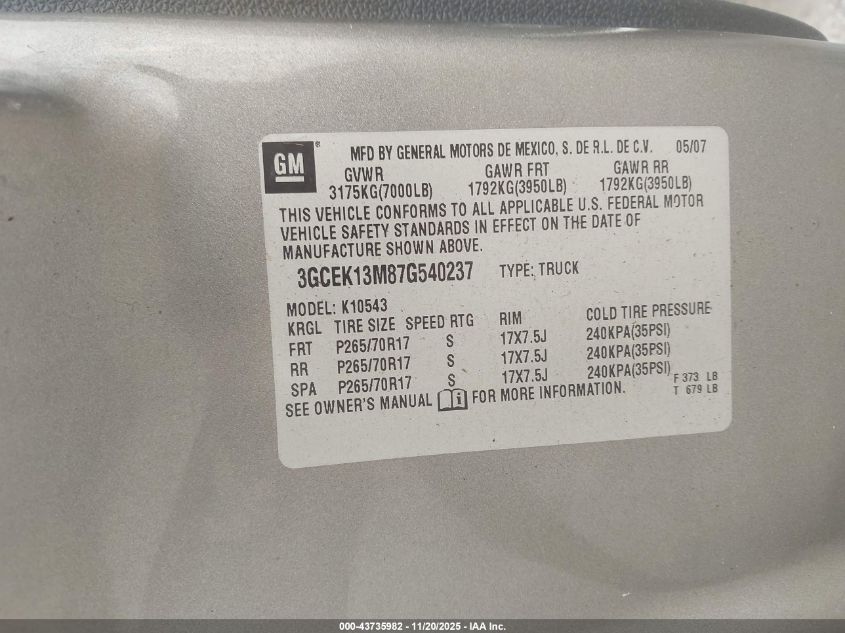 GM ® MFD BY GENERAL MOTORS DE MEXICO, S. DE R.L. DE C.V. 05/07
GVWR GAWR FRT GAWR RR
3175KG(7000LB) 1792KG(3950LB) 1792KG(3950LB)
THIS VEHICLE CONFORMS TO ALL APPLICABLE U.S. FEDERAL MOTOR
VEHICLE SAFETY STANDARDS IN EFFECT ON THE DATE OF
MANUFACTURE SHOWN ABOVE.
3GCEK13M87G540237 TYPE: TRUCK
MODEL: K10543
KRGL TIRE SIZE SPEED RTG RIM COLD TIRE PRESSURE
FRT P265/70R17 S 17X7.5J 240KPA(35PSI)
RR P265/70R17 S 17X7.5J 240KPA(35PSI)
SPA P265/70R17 S 17X7.5J 240KPA(35PSI)
F 373 LB
T 679 LB
SEE OWNER'S MANUAL i FOR MORE INFORMATION.
000-43735982 - 11/20/2025 - IAA Inc.